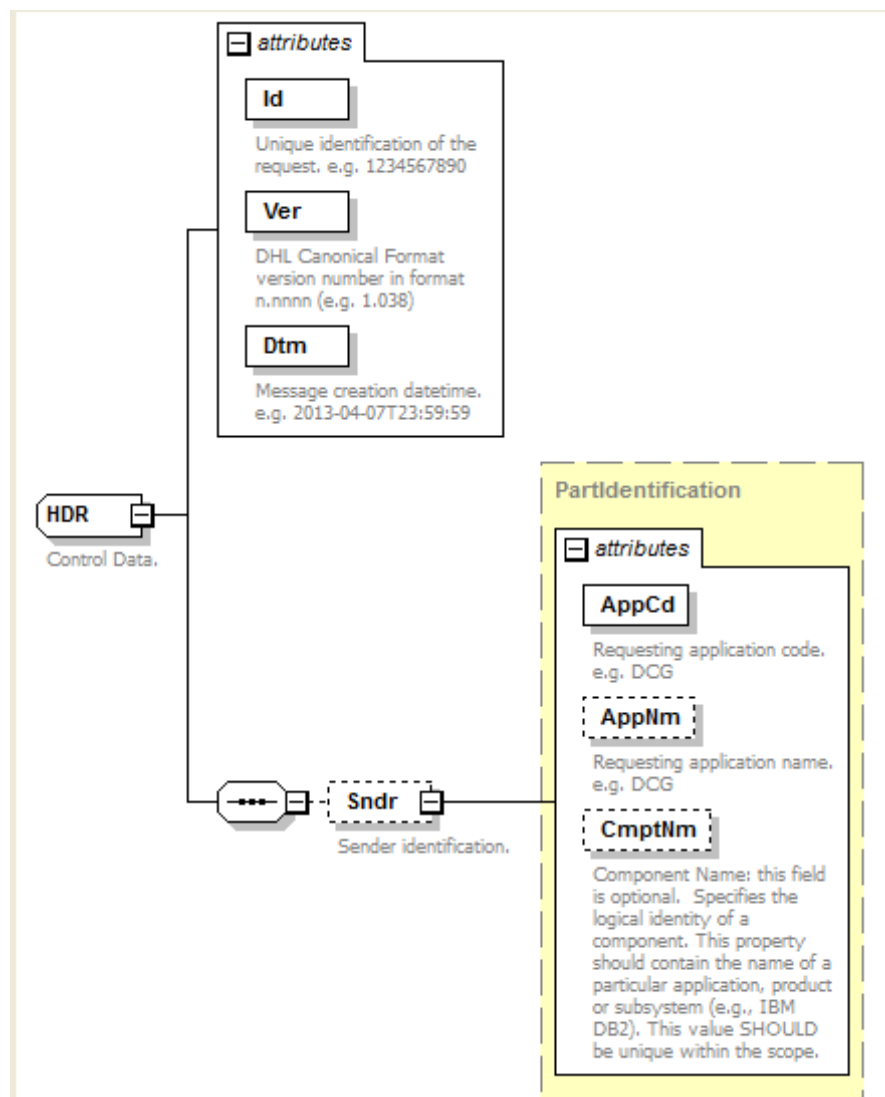 attributes
Id
Unique identification of the
request. e.g. 1234567890
Ver
DHL Canonical Format
version number in format
n.nnnn (e.g. 1.038)
Dtm
Message creation datetime.
e.g. 2013-04-07T23:59:59
HDR
Control Data.
Sndr
Sender identification.
PartIdentification
attributes
AppCd
Requesting application code.
e.g. DCG
AppNm
Requesting application name.
e.g. DCG
CmptNm
Component Name: this field
is optional.  Specifies the
logical identity of a
component. This property
should contain the name of a
particular application, product
or subsystem (e.g., IBM
DB2). This value SHOULD
be unique within the scope.